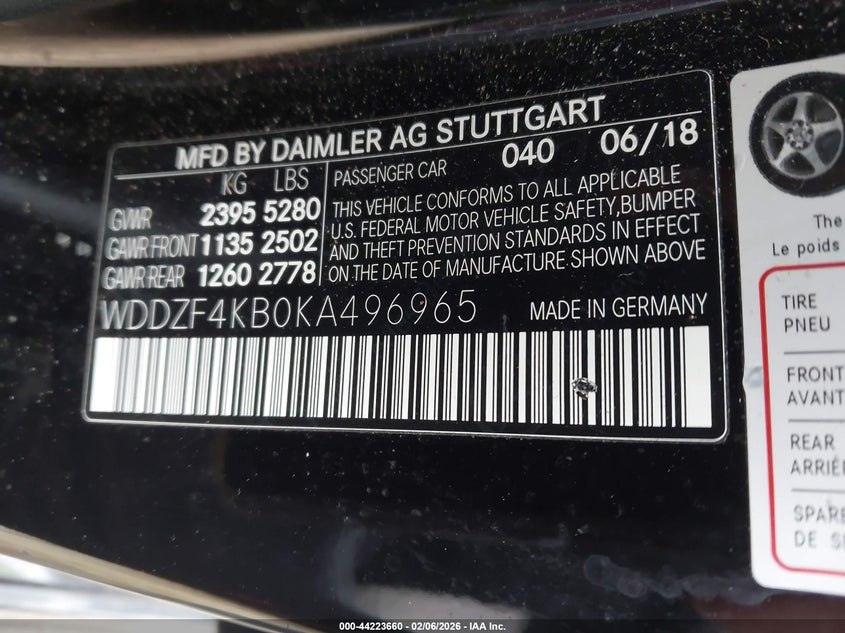 MFD BY DAIMLER AG STUTTGART
KG LBS
GVWR 2395 5280
GAWR FRONT 1135 2502
GAWR REAR 1260 2778
PASSENGER CAR 040 06/18
THIS VEHICLE CONFORMS TO ALL APPLICABLE
U.S. FEDERAL MOTOR VEHICLE SAFETY,BUMPER
AND THEFT PREVENTION STANDARDS IN EFFECT
ON THE DATE OF MANUFACTURE SHOWN ABOVE
WDDZF4KB0KA496965 MADE IN GERMANY
The
Le poids
TIRE
PNEU
FRONT
AVANT
REAR
ARRIÈR
SPARE
DE
000-44223660 | 02/06/2026 - IAA Inc.